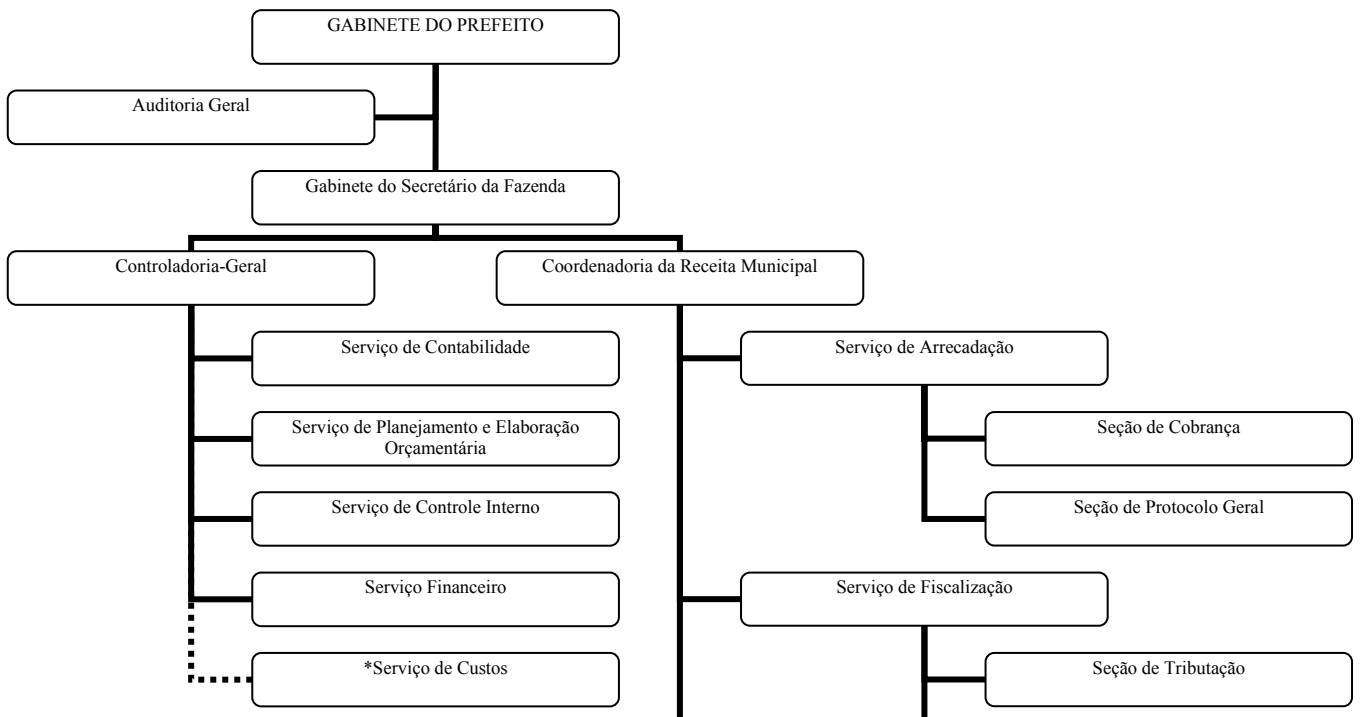 GABINETE DO PREFEITO
Auditoria Geral
Gabinete do Secretário da Fazenda
Controladoria-Geral
Coordenadoria da Receita Municipal
Serviço de Contabilidade
Serviço de Arrecadação
Serviço de Planejamento e Elaboração
Orçamentária
Seção de Cobrança
Serviço de Controle Interno
Seção de Protocolo Geral
Serviço Financeiro
Serviço de Fiscalização
*Serviço de Custos
Seção de Tributação